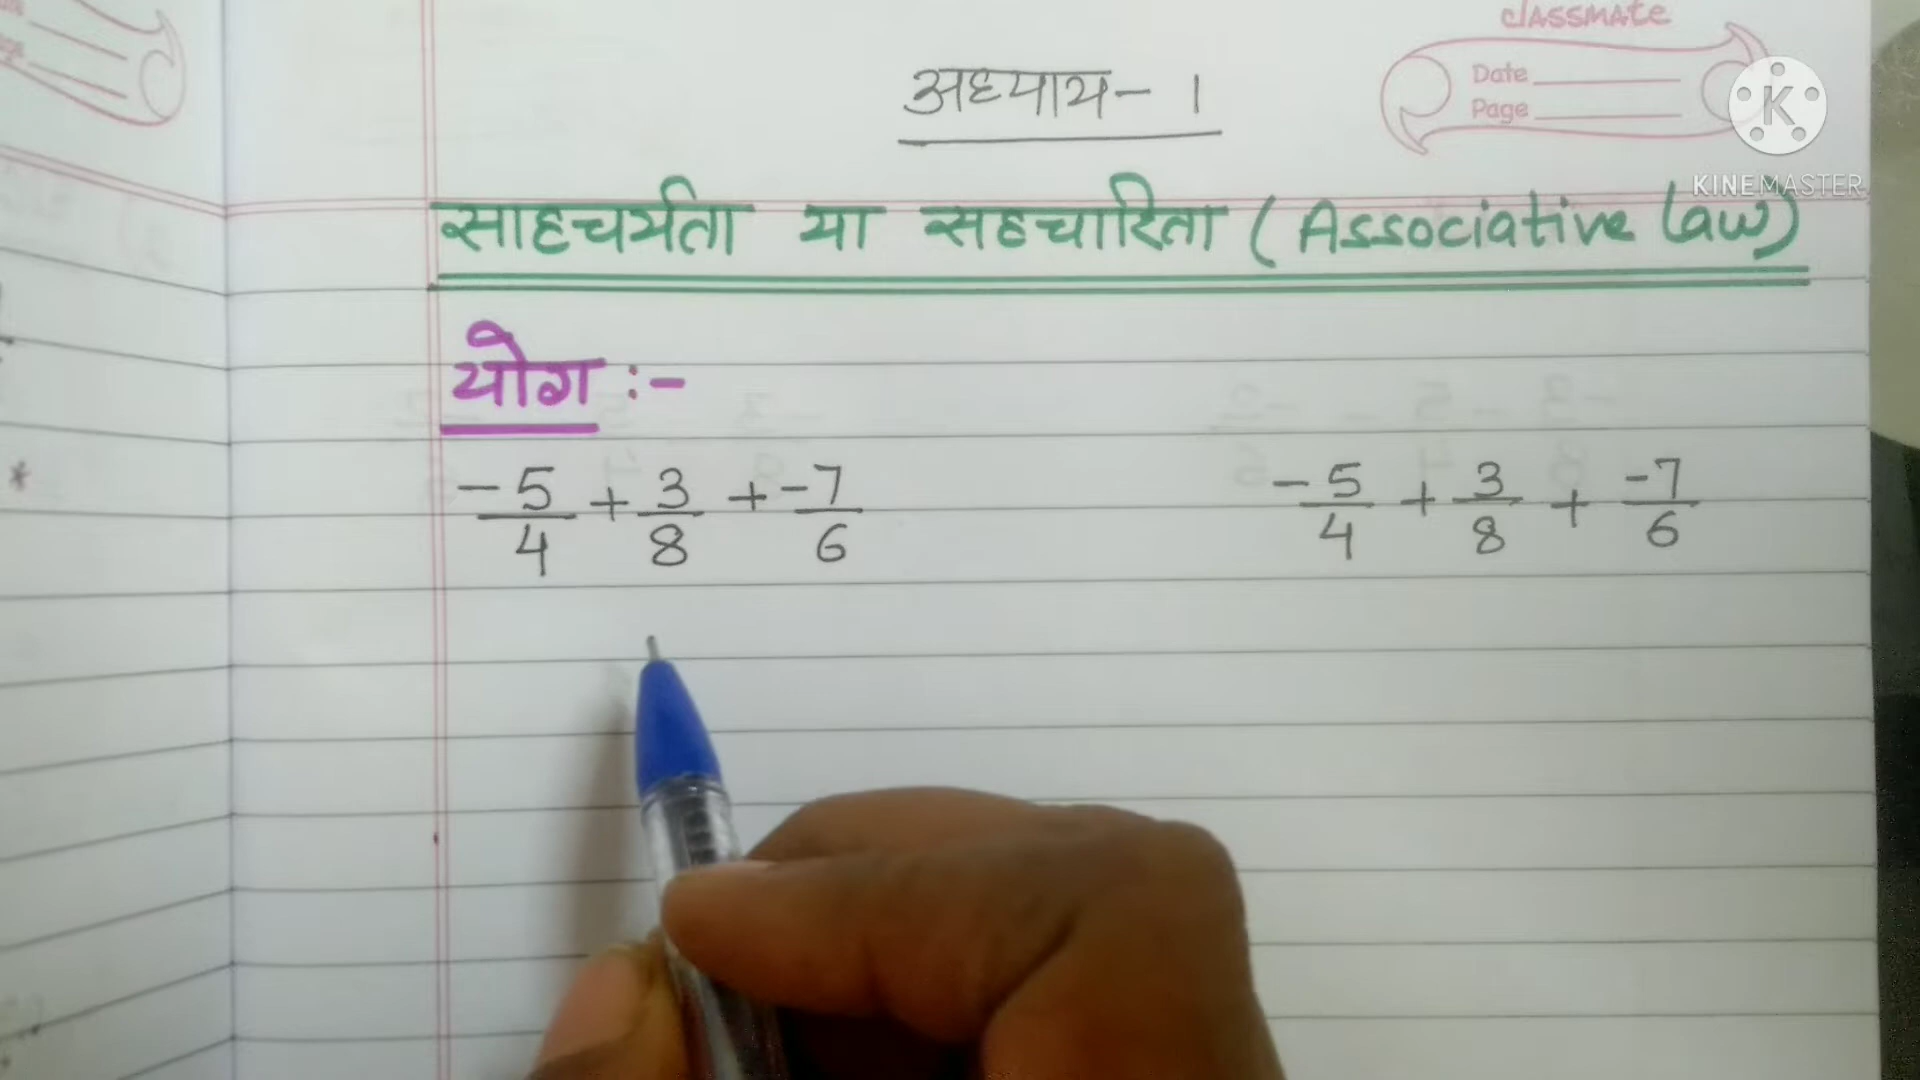 classmate
Date
Page
KINEMASTER
अध्याय - 1
साहचर्यता या सहचारिता (Associative law)
योग :-
-5/4 + 3/8 + -7/6
-5/4 + 3/8 + -7/6
*